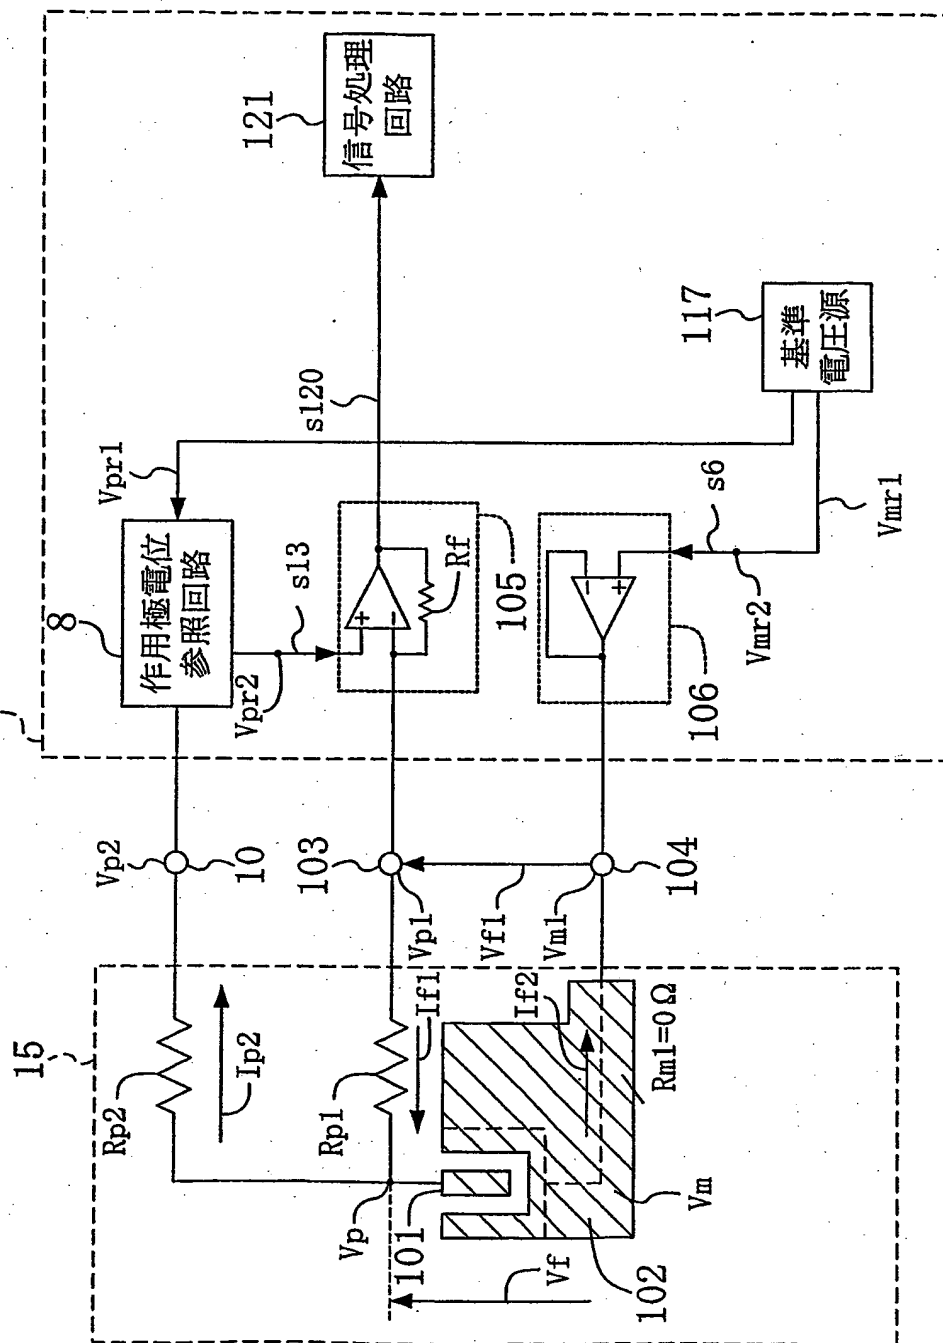 15
Rp2
Ip2
Vp2
10
8
作用極電位
参照回路
Vpr1
Vpr2
s13
s120
121
信号処理
回路
Vp
Rp1
If1
103
Vp1
+
−
Rf
105
101
Vf
Vf1
If2
Vm1
104
−
+
106
s6
Vmr2
Vmr1
117
基準
電圧源
102
Vm
Rm1=0Ω